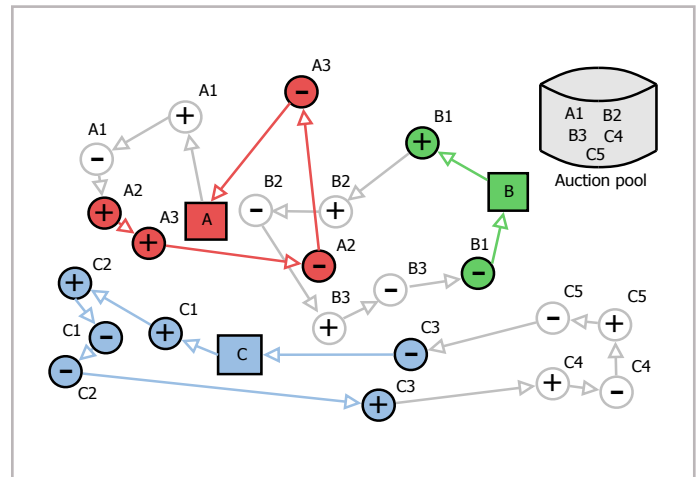 A3
A1
+
-
A1
-
B1
+
A1 B2
B3 C4
C5
Auction pool
A2
+
A3
+
A
B2
-
B2
+
B
A2
-
B1
-
B3
-
B3
+
C2
+
C1
-
C1
+
C
C3
-
C5
-
C5
+
C2
-
C3
+
C4
+
C4
-